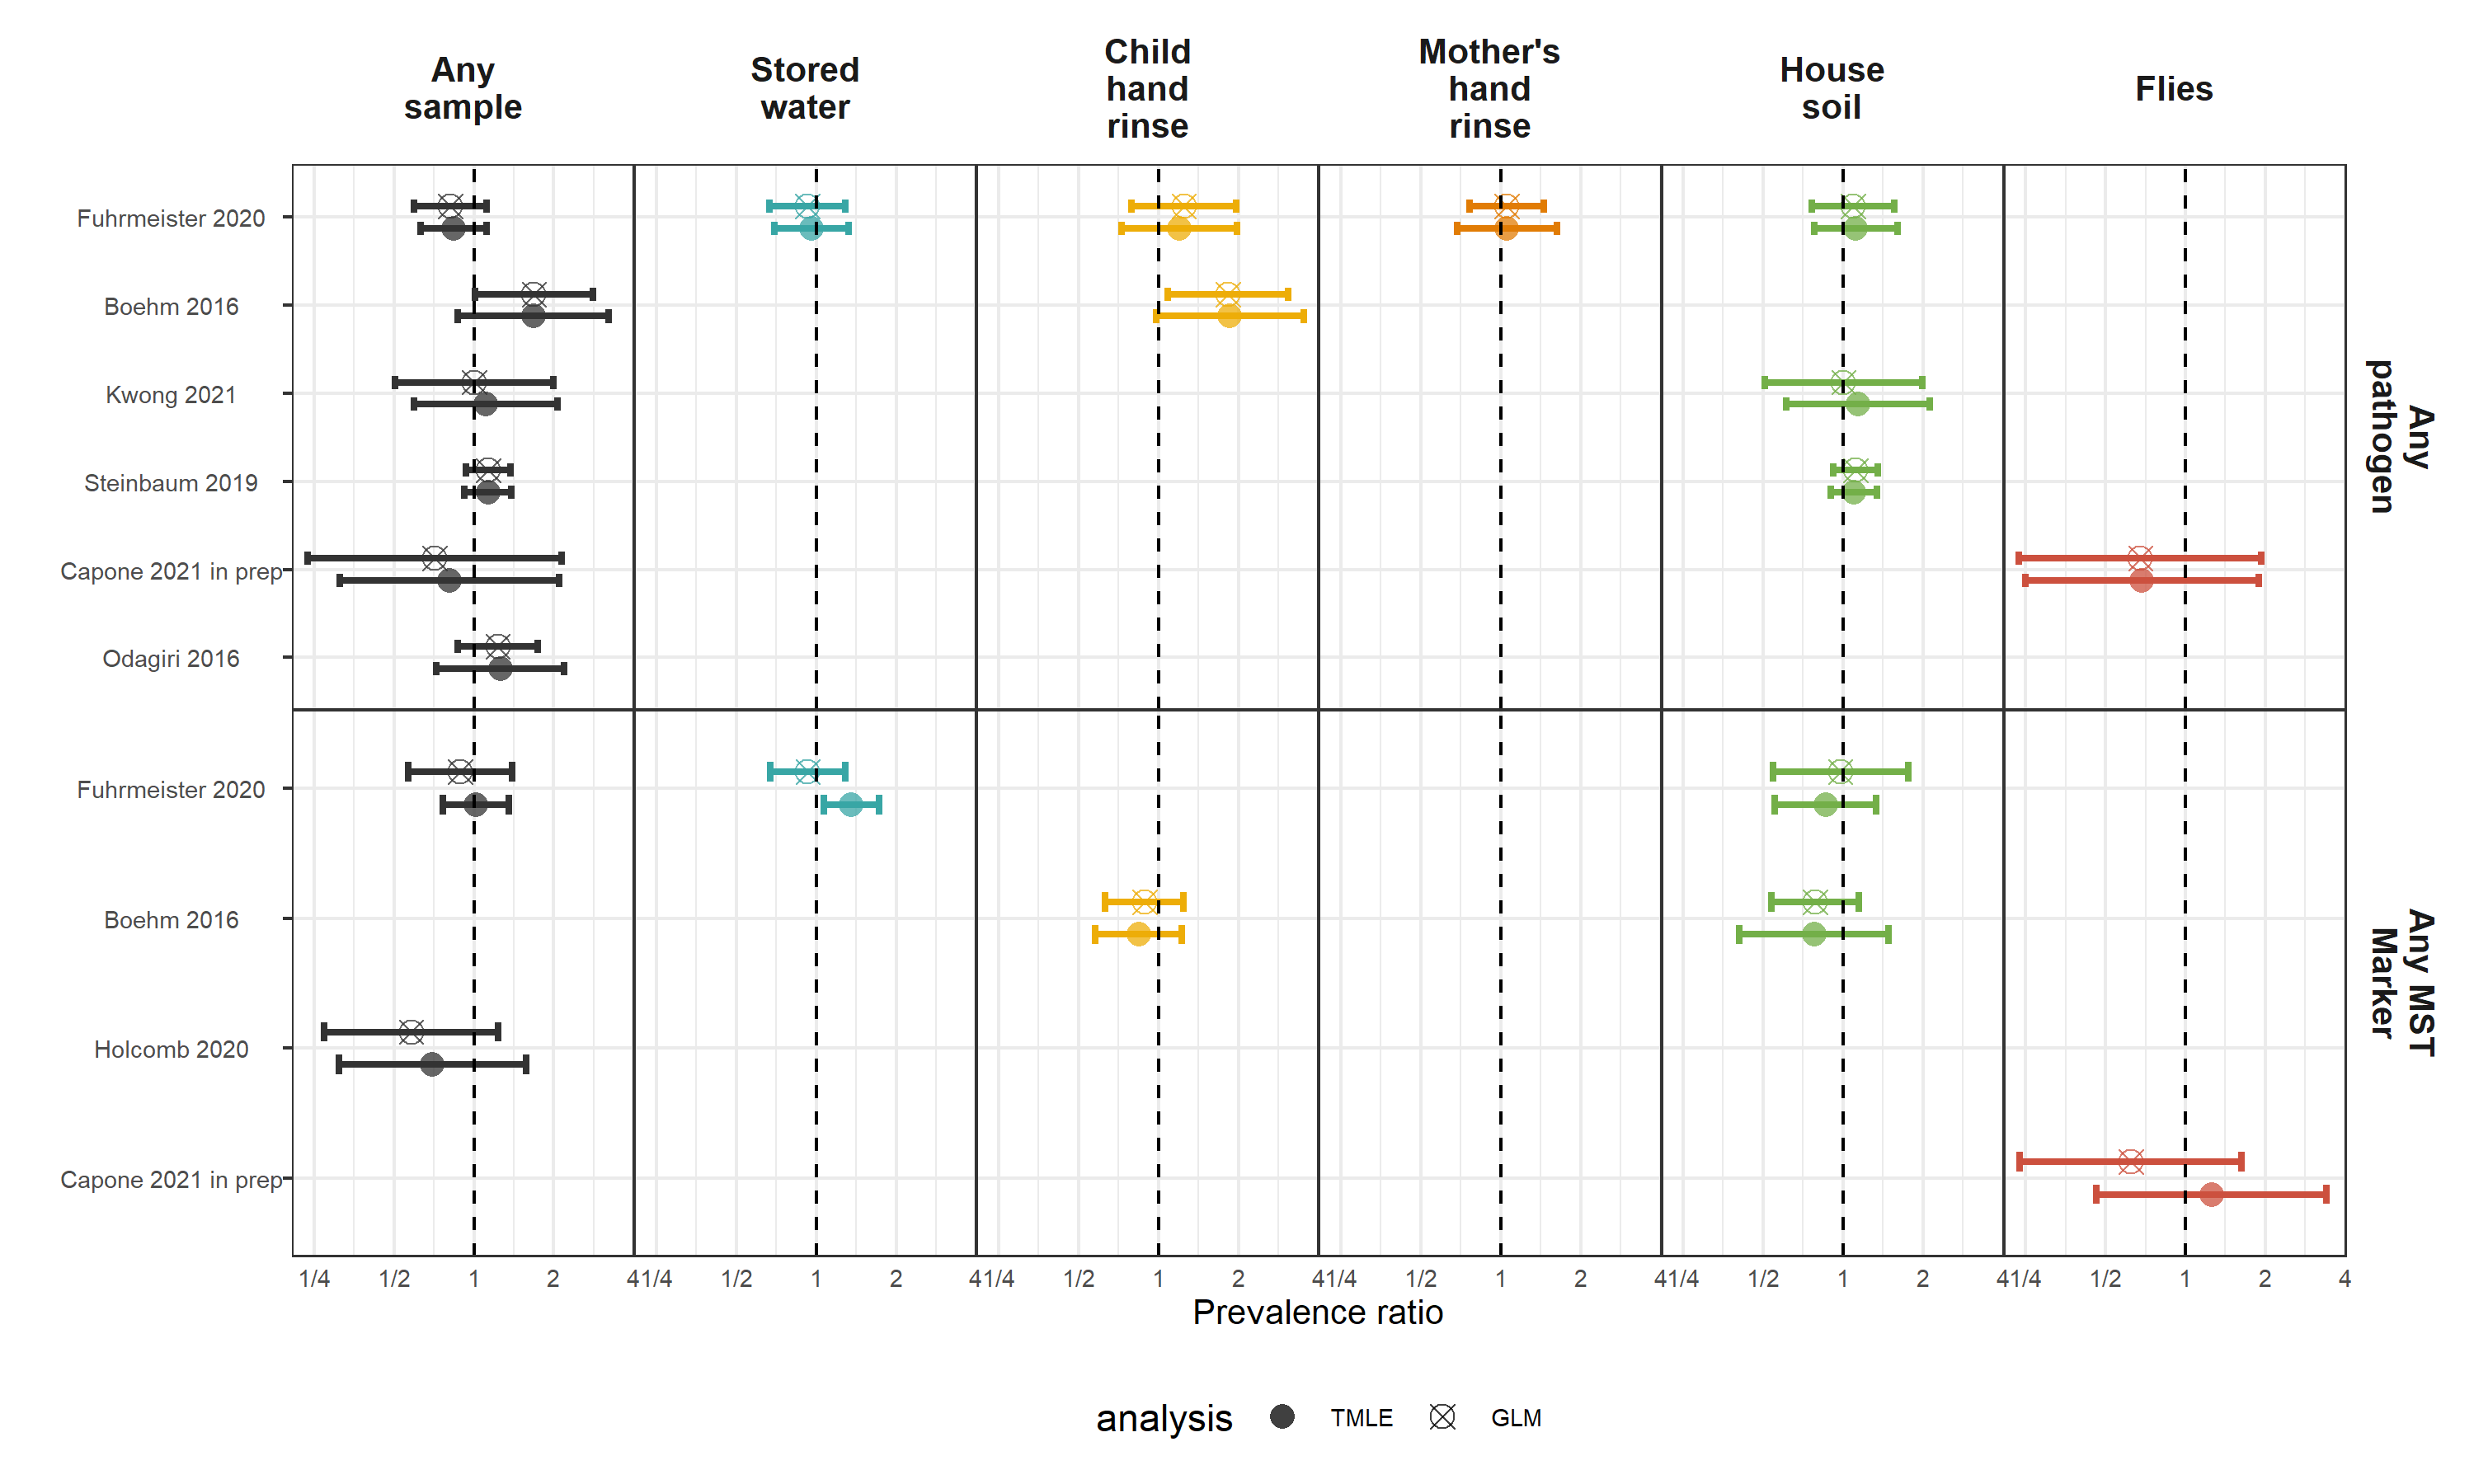 Any
sample
Stored
water
Child
hand
rinse
Mother's
hand
rinse
House
soil
Flies
Fuhrmeister 2020
Boehm 2016
Kwong 2021
Steinbaum 2019
Capone 2021 in prep
Odagiri 2016
Any
pathogen
Fuhrmeister 2020
Boehm 2016
Holcomb 2020
Capone 2021 in prep
Any MST
Marker
1/4 1/2 1 2 41/4 1/2 1 2 41/4 1/2 1 2 41/4 1/2 1 2 41/4 1/2 1 2 41/4 1/2 1 2 4
Prevalence ratio
analysis TMLE GLM